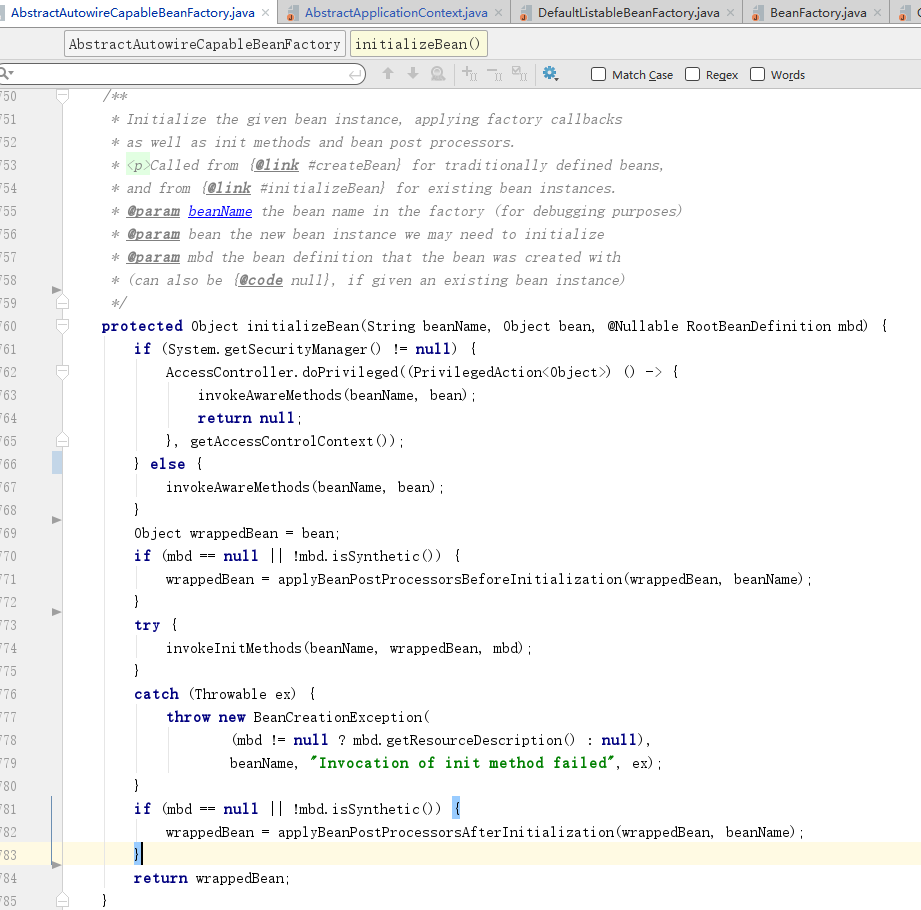 AbstractAutowireCapableBeanFactory.java × AbstractApplicationContext.java × DefaultListableBeanFactory.java × BeanFactory.java ×
AbstractAutowireCapableBeanFactory initializeBean()
Match Case Regex Words
750 /**
751 * Initialize the given bean instance, applying factory callbacks
752 * as well as init methods and bean post processors.
753 * <p>Called from {@link #createBean} for traditionally defined beans,
754 * and from {@link #initializeBean} for existing bean instances.
755 * @param beanName the bean name in the factory (for debugging purposes)
756 * @param bean the new bean instance we may need to initialize
757 * @param mbd the bean definition that the bean was created with
758 * (can also be {@code null}, if given an existing bean instance)
759 */
760 protected Object initializeBean(String beanName, Object bean, @Nullable RootBeanDefinition mbd) {
761 if (System.getSecurityManager() != null) {
762 AccessController.doPrivileged((PrivilegedAction<Object>) () -> {
763 invokeAwareMethods(beanName, bean);
764 return null;
765 }, getAccessControlContext());
766 } else {
767 invokeAwareMethods(beanName, bean);
768 }
769 Object wrappedBean = bean;
770 if (mbd == null || !mbd.isSynthetic()) {
771 wrappedBean = applyBeanPostProcessorsBeforeInitialization(wrappedBean, beanName);
772 }
773 try {
774 invokeInitMethods(beanName, wrappedBean, mbd);
775 }
776 catch (Throwable ex) {
777 throw new BeanCreationException(
778 (mbd != null ? mbd.getResourceDescription() : null),
779 beanName, "Invocation of init method failed", ex);
780 }
781 if (mbd == null || !mbd.isSynthetic()) {
782 wrappedBean = applyBeanPostProcessorsAfterInitialization(wrappedBean, beanName);
783 }
784 return wrappedBean;
785 }